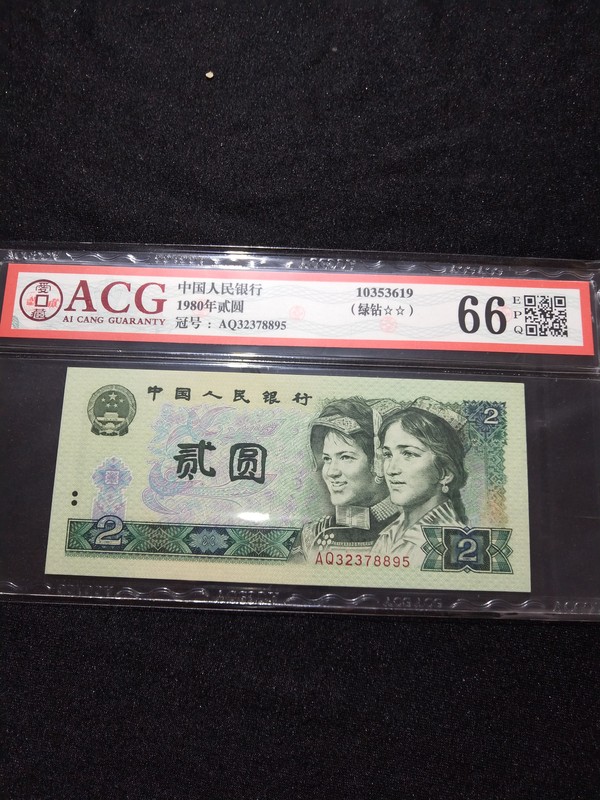 ACG
AI CANG GUARANTY
中国人民银行
1980年贰圆
冠号：AQ32378895
10353619
（绿钻☆☆）
66
EPQ
中国人民银行
贰圆
2
2
AQ32378895
2